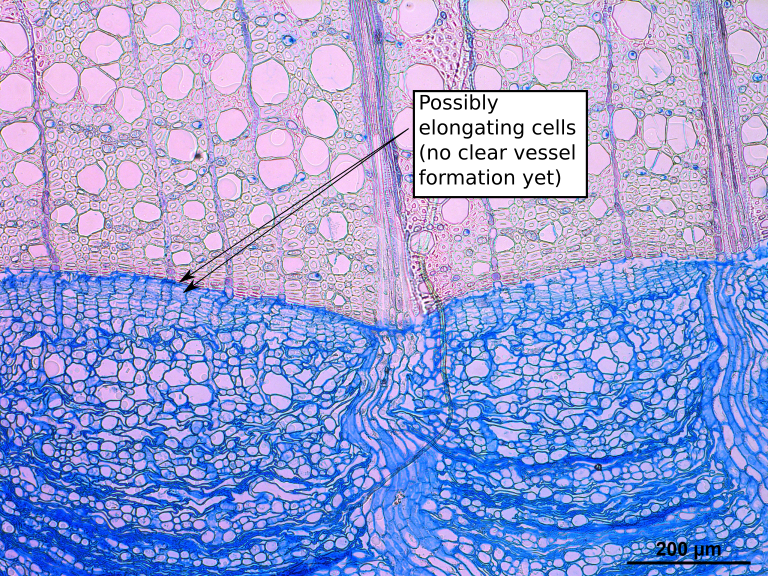 Possibly
elongating cells
(no clear vessel
formation yet)
200 µm